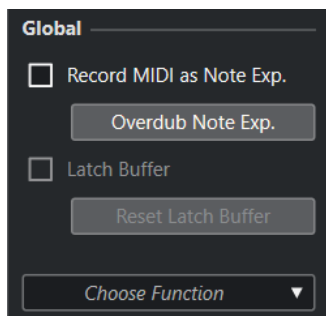 Global
Record MIDI as Note Exp.
Overdub Note Exp.
Latch Buffer
Reset Latch Buffer
Choose Function